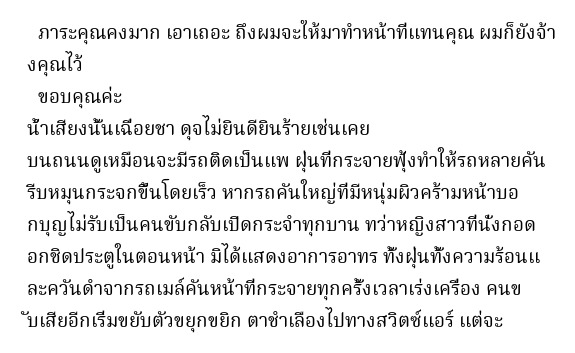 ภาระคุณคงมาก เอาเถอะ ถึงผมจะให้มาทำหน้าที่แทนคุณ ผมก็ยังจ้า
งคุณไว้
ขอบคุณค่ะ
น้ำเสียงนั้นเฉื่อยชา ดุจไม่ยินดียินร้ายเช่นเคย
บนถนนดูเหมือนจะมีรถติดเป็นแพ ฝุ่นที่กระจายฟุ้งทำให้รถหลายคัน
รีบหมุนกระจกขึ้นโดยเร็ว หากรถคันใหญ่ที่มีหนุ่มผิวคร้ามหน้าบอ
กบุญไม่รับเป็นคนขับกลับเปิดกระจำทุกบาน ทว่าหญิงสาวที่นั่งกอด
อกชิดประตูในตอนหน้า มิได้แสดงอาการอาทร ทั้งฝุ่นทั้งความร้อนแ
ละควันดำจากรถเมล์คันหน้าที่กระจายทุกครั้งเวลาเร่งเครื่อง คนข
ับเสียอีกเริ่มขยับตัวขยุกขยิก ตาชำเลืองไปทางสวิตซ์แอร์ แต่จะ